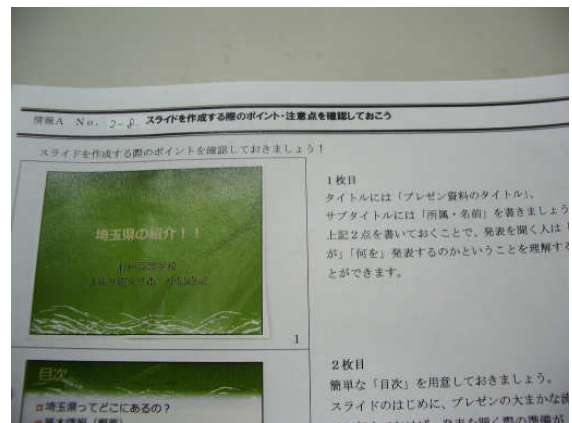 情報A No. 2-8 スライドを作成する際のポイント・注意点を確認しておこう
スライドを作成する際のポイントを確認しておきましょう!
埼玉県の紹介!!
1
1枚目
タイトルには「プレゼン資料のタイトル」、
サブタイトルには「所属・名前」を書きましょう
上記2点を書いておくことで、発表を聞く人は「
が」「何を」発表するのかということを理解する
とができます。
目次
埼玉県ってどこにあるの?
2枚目
簡単な「目次」を用意しておきましょう。
スライドのはじめに、プレゼンの大まかな流